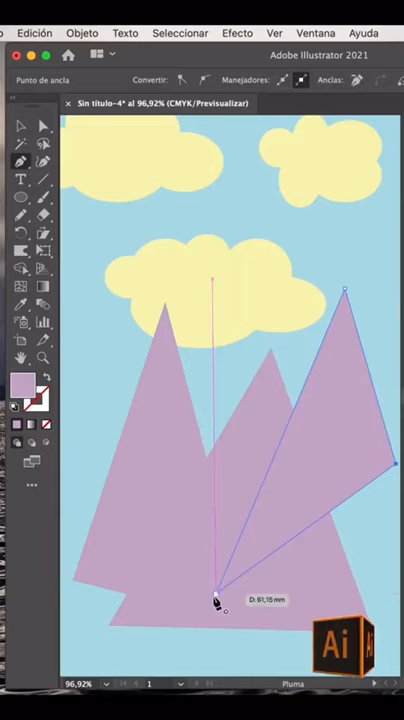 Edición Objeto Texto Seleccionar Efecto Ver Ventana Ayuda
Adobe Illustrator 2021
Punto de ancla Convertir: Manejadores: Anclas:
× Sin título-4* al 96,92% (CMYK/Previsualizar)
T
D: 61,15 mm
Ai
96,92% 1 Pluma